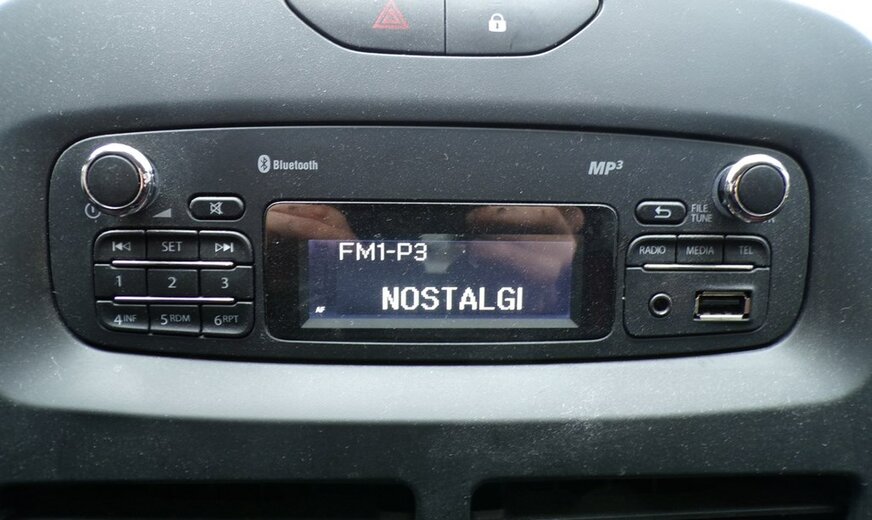 Bluetooth
MP3
FILE
TUNE
SET
1 2 3
4 INF 5 RDM 6 RPT
FM1-P3
NOSTALGI
AF
RADIO MEDIA TEL